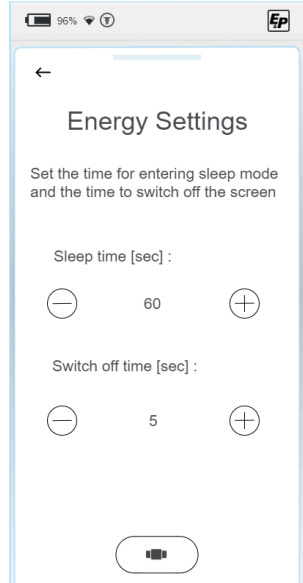 96% T EP
Energy Settings
Set the time for entering sleep mode
and the time to switch off the screen
Sleep time [sec] :
60
Switch off time [sec] :
5